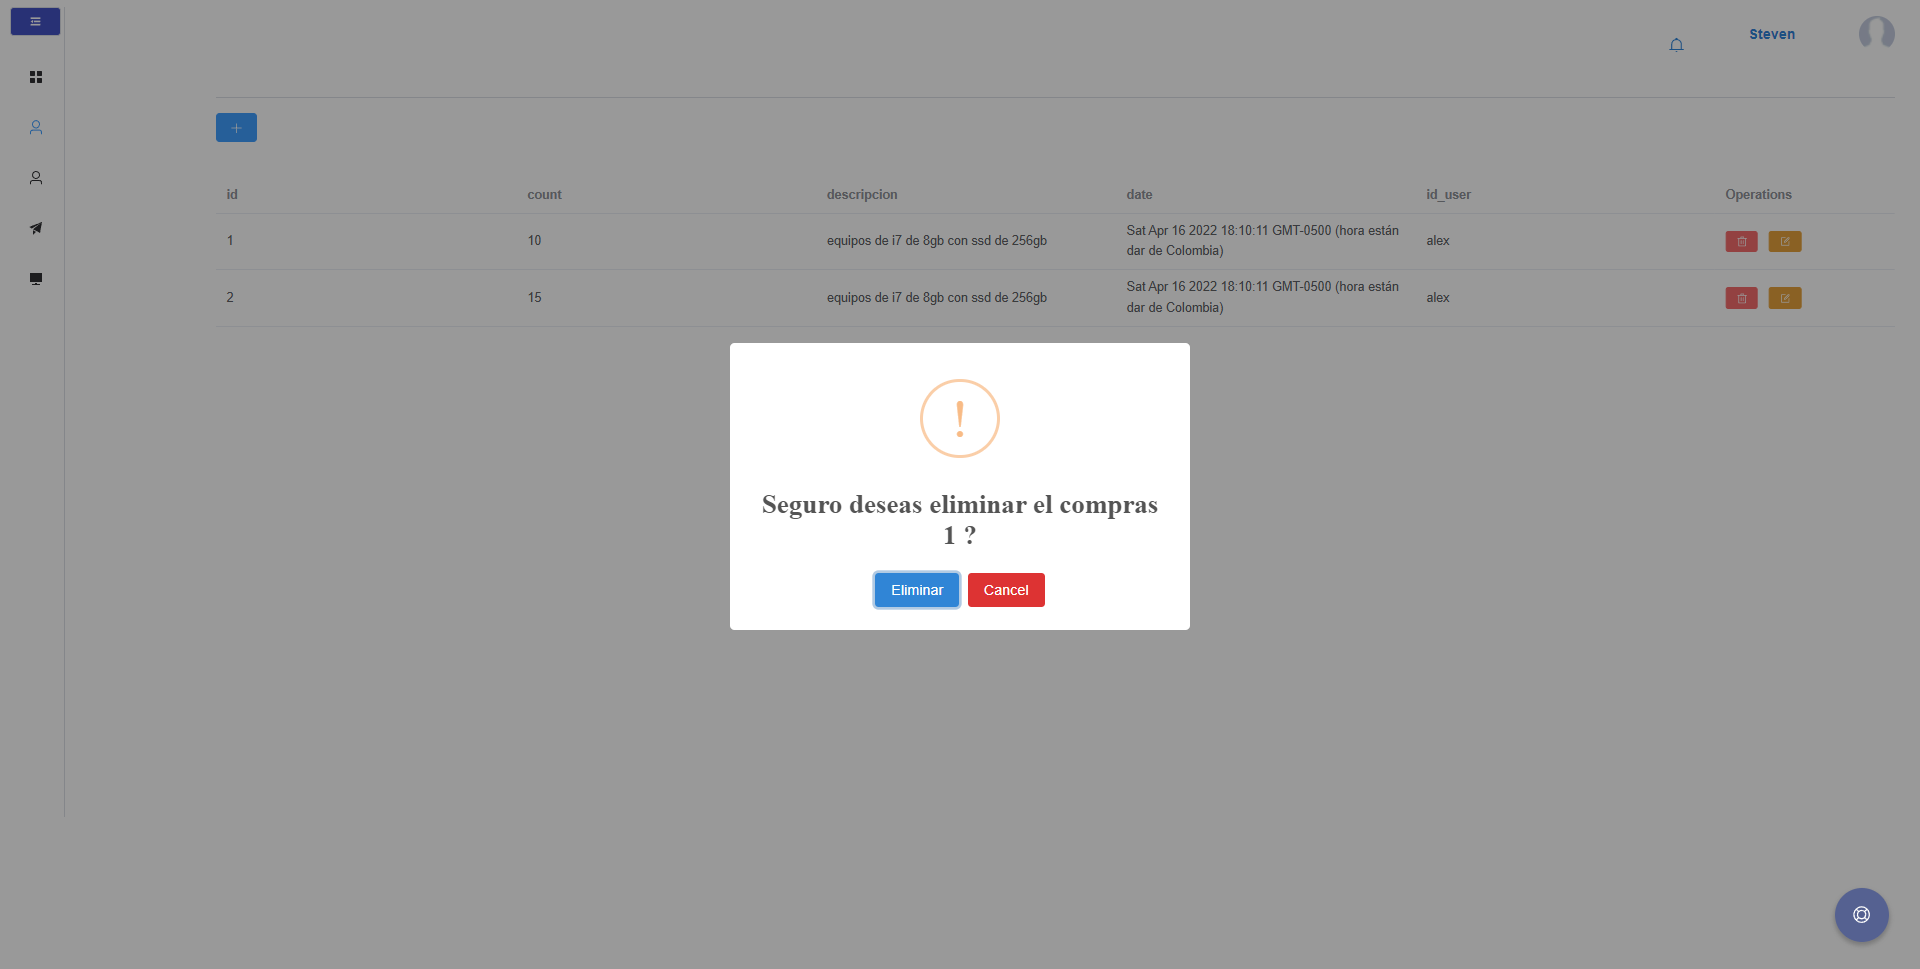 Steven
id count descripcion date id_user Operations
1 10 equipos de i7 de 8gb con ssd de 256gb Sat Apr 16 2022 18:10:11 GMT-0500 (hora están alex
dar de Colombia)
2 15 equipos de i7 de 8gb con ssd de 256gb Sat Apr 16 2022 18:10:11 GMT-0500 (hora están alex
dar de Colombia)
!
Seguro deseas eliminar el compras
1 ?
Eliminar Cancel